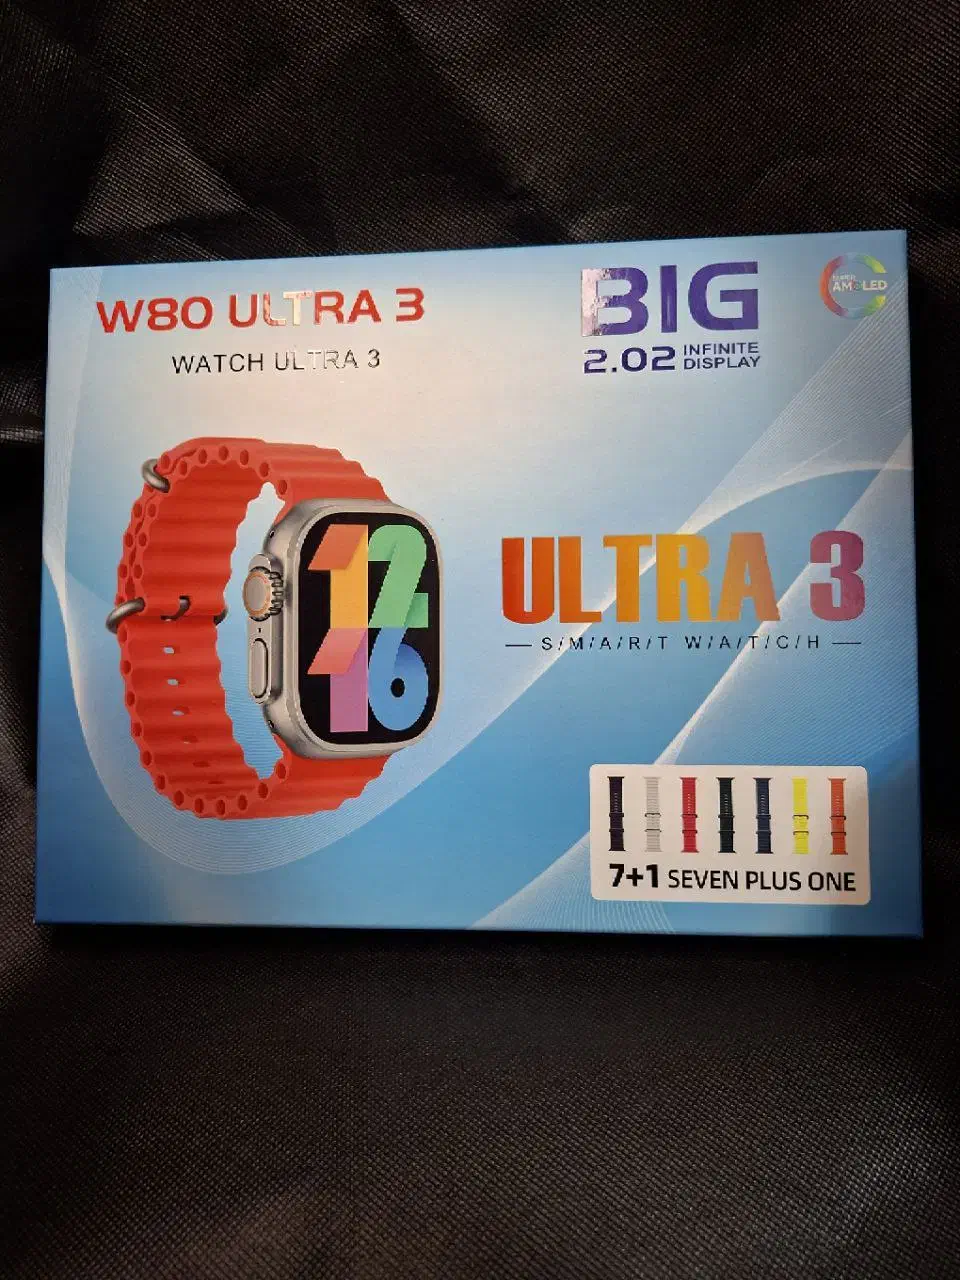 W80 ULTRA 3
WATCH ULTRA 3
BIG
2.02 INFINITE
DISPLAY
AMOLED
12
16
ULTRA 3
S/M/A/R/T W/A/T/C/H
7+1 SEVEN PLUS ONE